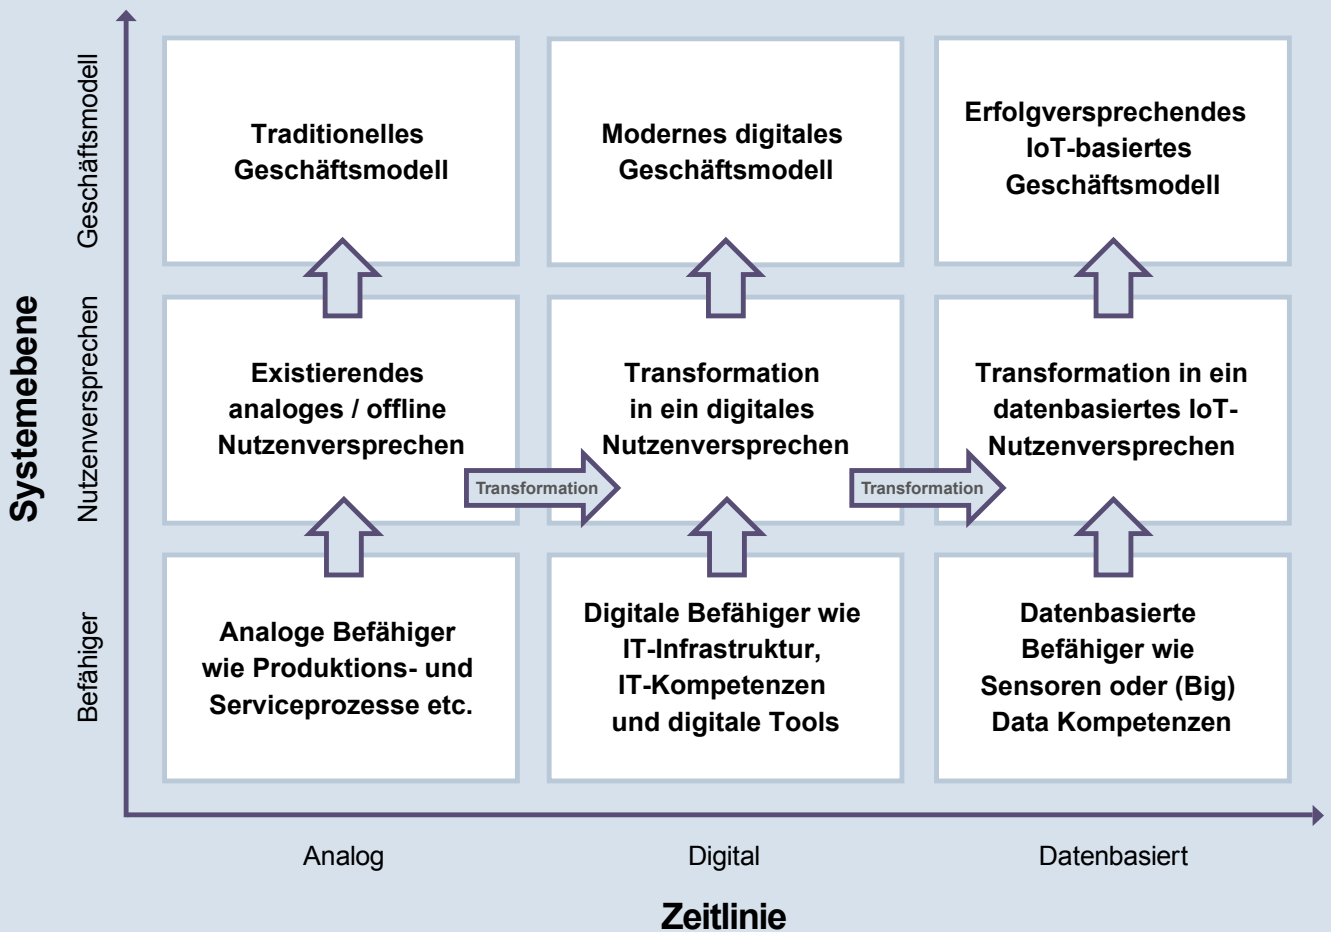 Systemebene
Geschäftsmodell
Nutzenversprechen
Befähiger
Traditionelles
Geschäftsmodell
Modernes digitales
Geschäftsmodell
Erfolgversprechendes
IoT-basiertes
Geschäftsmodell
Existierendes
analoges / offline
Nutzenversprechen
Transformation
Transformation
in ein digitales
Nutzenversprechen
Transformation
Transformation in ein
datenbasiertes IoT-
Nutzenversprechen
Analoge Befähiger
wie Produktions- und
Serviceprozesse etc.
Digitale Befähiger wie
IT-Infrastruktur,
IT-Kompetenzen
und digitale Tools
Datenbasierte
Befähiger wie
Sensoren oder (Big)
Data Kompetenzen
Analog
Digital
Datenbasiert
Zeitlinie